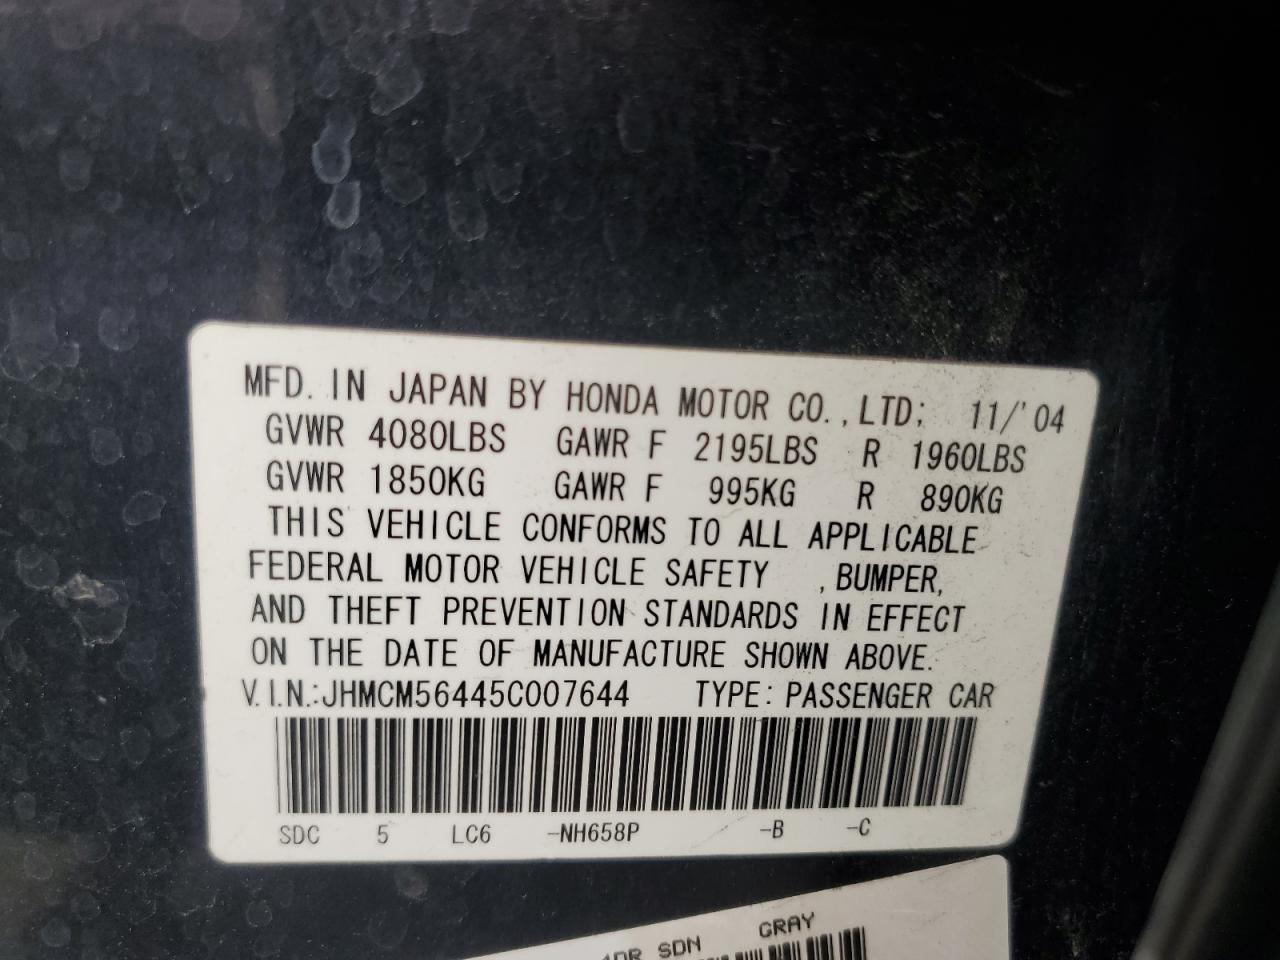 MFD. IN JAPAN BY HONDA MOTOR CO.,LTD; 11/'04
GVWR 4080LBS GAWR F 2195LBS R 1960LBS
GVWR 1850KG GAWR F 995KG R 890KG
THIS VEHICLE CONFORMS TO ALL APPLICABLE
FEDERAL MOTOR VEHICLE SAFETY ,BUMPER,
AND THEFT PREVENTION STANDARDS IN EFFECT
ON THE DATE OF MANUFACTURE SHOWN ABOVE.
V.I.N.:JHMCM56445C007644 TYPE:PASSENGER CAR
SDC 5 LC6 -NH658P -B -C
4DR SDN GRAY